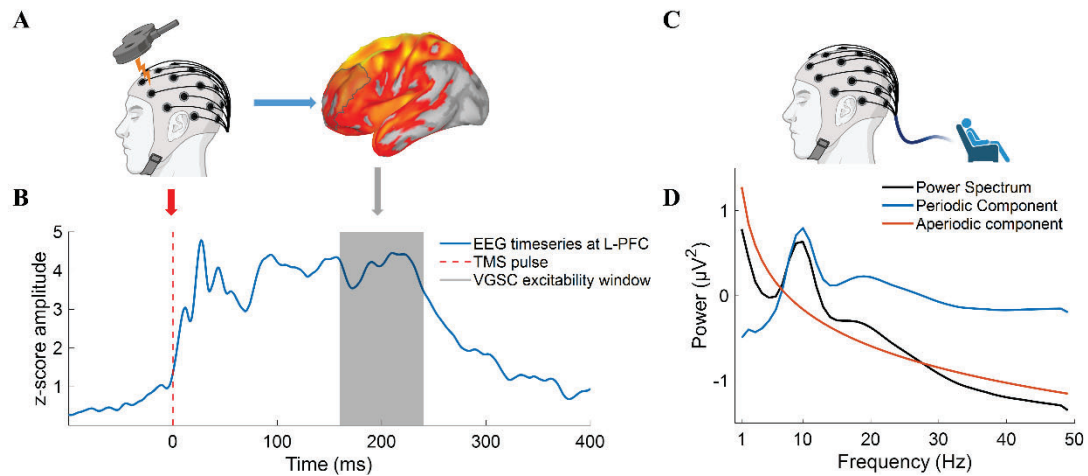 A
C
B
z-score amplitude
5
4
3
2
1
EEG timeseries at L-PFC
TMS pulse
VGSC excitability window
0
100
200
300
400
Time (ms)
D
Power (µV²)
1
0
-1
Power Spectrum
Periodic Component
Aperiodic component
1
10
20
30
40
50
Frequency (Hz)